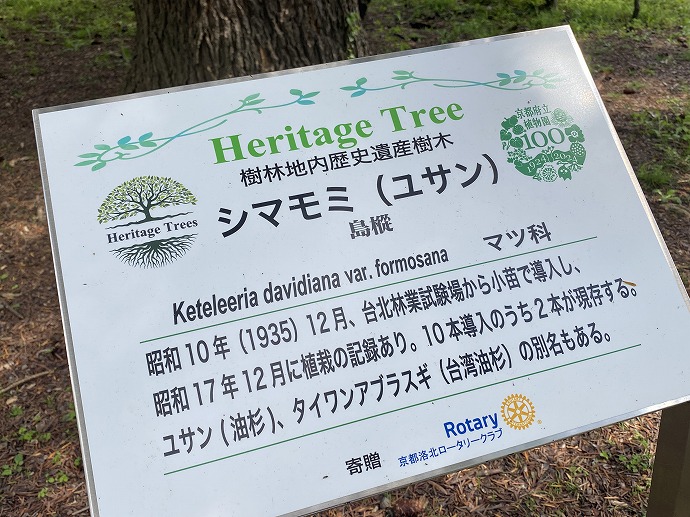 Heritage Tree
樹林地内歴史遺産樹木
シマモミ（ユサン）
島樅
Heritage Trees
京都府立
植物園
100
1924-2024
Keteleeria davidiana var. formosana マツ科
昭和10年（1935）12月、台北林業試験場から小苗で導入し、
昭和17年12月に植栽の記録あり。10本導入のうち2本が現存する。
ユサン（油杉）、タイワンアブラスギ（台湾油杉）の別名もある。
寄贈
Rotary
京都洛北ロータリークラブ